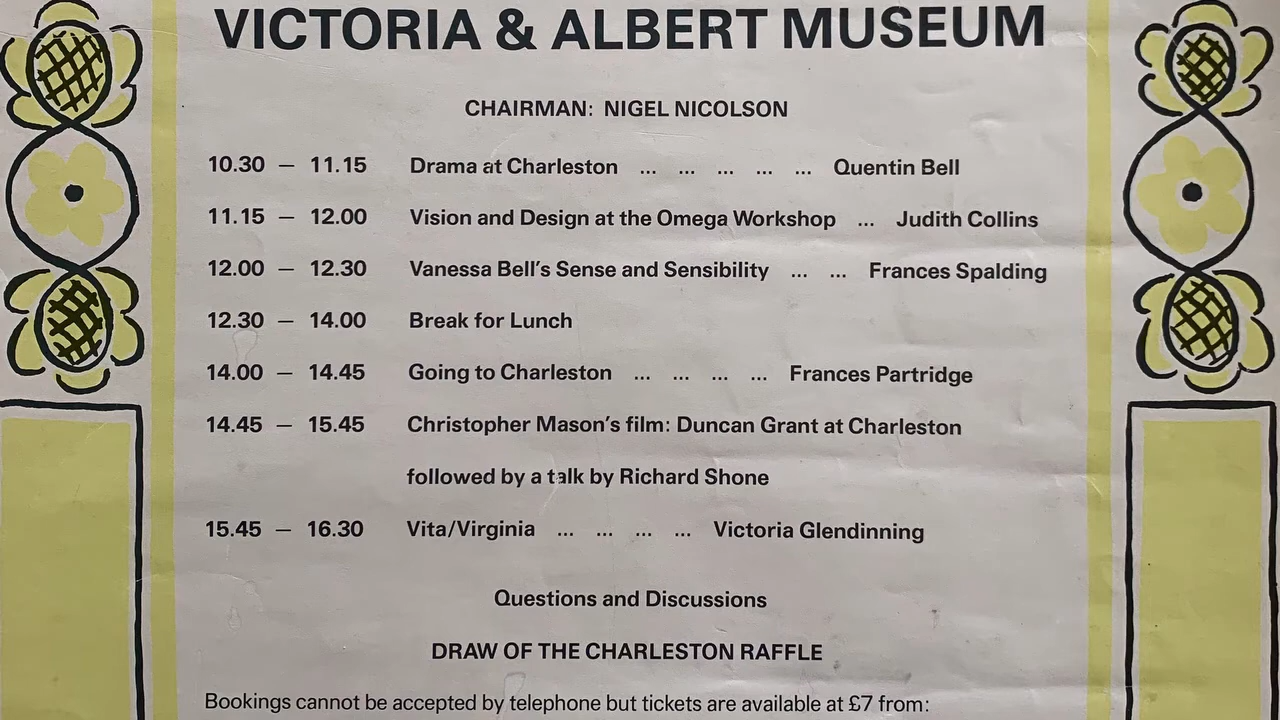 VICTORIA & ALBERT MUSEUM
CHAIRMAN: NIGEL NICOLSON
10.30 — 11.15 Drama at Charleston ... ... ... ... ... Quentin Bell
11.15 — 12.00 Vision and Design at the Omega Workshop ... Judith Collins
12.00 — 12.30 Vanessa Bell's Sense and Sensibility ... ... Frances Spalding
12.30 — 14.00 Break for Lunch
14.00 — 14.45 Going to Charleston ... ... ... ... Frances Partridge
14.45 — 15.45 Christopher Mason's film: Duncan Grant at Charleston
followed by a talk by Richard Shone
15.45 — 16.30 Vita/Virginia ... ... ... ... Victoria Glendinning
Questions and Discussions
DRAW OF THE CHARLESTON RAFFLE
Bookings cannot be accepted by telephone but tickets are available at £7 from: